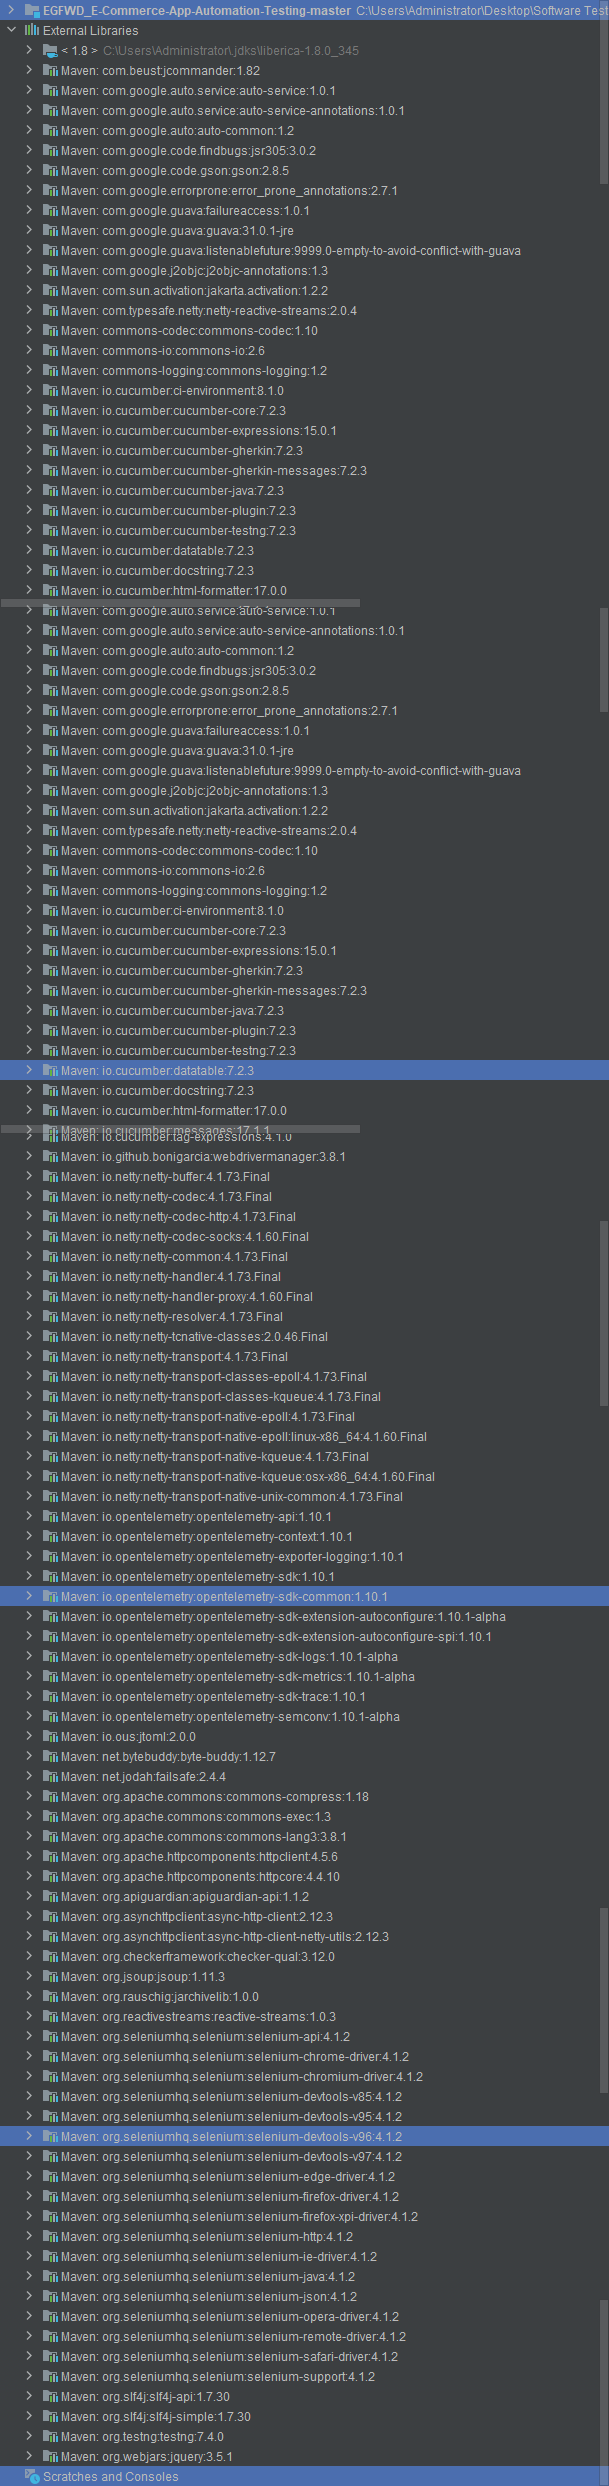 EGFWD_E-Commerce-App-Automation-Testing-master C:\Users\Administrator\Desktop\Software Test
External Libraries
< 1.8 > C:\Users\Administrator\.jdks\liberica-1.8.0_345
Maven: com.beust:jcommander:1.82
Maven: com.google.auto.service:auto-service:1.0.1
Maven: com.google.auto.service:auto-service-annotations:1.0.1
Maven: com.google.auto:auto-common:1.2
Maven: com.google.code.findbugs:jsr305:3.0.2
Maven: com.google.code.gson:gson:2.8.5
Maven: com.google.errorprone:error_prone_annotations:2.7.1
Maven: com.google.guava:failureaccess:1.0.1
Maven: com.google.guava:guava:31.0.1-jre
Maven: com.google.guava:listenablefuture:9999.0-empty-to-avoid-conflict-with-guava
Maven: com.google.j2objc:j2objc-annotations:1.3
Maven: com.sun.activation:jakarta.activation:1.2.2
Maven: com.typesafe.netty:netty-reactive-streams:2.0.4
Maven: commons-codec:commons-codec:1.10
Maven: commons-io:commons-io:2.6
Maven: commons-logging:commons-logging:1.2
Maven: io.cucumber:ci-environment:8.1.0
Maven: io.cucumber:cucumber-core:7.2.3
Maven: io.cucumber:cucumber-expressions:15.0.1
Maven: io.cucumber:cucumber-gherkin:7.2.3
Maven: io.cucumber:cucumber-gherkin-messages:7.2.3
Maven: io.cucumber:cucumber-java:7.2.3
Maven: io.cucumber:cucumber-plugin:7.2.3
Maven: io.cucumber:cucumber-testng:7.2.3
Maven: io.cucumber:datatable:7.2.3
Maven: io.cucumber:docstring:7.2.3
Maven: io.cucumber:html-formatter:17.0.0
Maven: com.google.auto.service:auto-service:1.0.1
Maven: com.google.auto.service:auto-service-annotations:1.0.1
Maven: com.google.auto:auto-common:1.2
Maven: com.google.code.findbugs:jsr305:3.0.2
Maven: com.google.code.gson:gson:2.8.5
Maven: com.google.errorprone:error_prone_annotations:2.7.1
Maven: com.google.guava:failureaccess:1.0.1
Maven: com.google.guava:guava:31.0.1-jre
Maven: com.google.guava:listenablefuture:9999.0-empty-to-avoid-conflict-with-guava
Maven: com.google.j2objc:j2objc-annotations:1.3
Maven: com.sun.activation:jakarta.activation:1.2.2
Maven: com.typesafe.netty:netty-reactive-streams:2.0.4
Maven: commons-codec:commons-codec:1.10
Maven: commons-io:commons-io:2.6
Maven: commons-logging:commons-logging:1.2
Maven: io.cucumber:ci-environment:8.1.0
Maven: io.cucumber:cucumber-core:7.2.3
Maven: io.cucumber:cucumber-expressions:15.0.1
Maven: io.cucumber:cucumber-gherkin:7.2.3
Maven: io.cucumber:cucumber-gherkin-messages:7.2.3
Maven: io.cucumber:cucumber-java:7.2.3
Maven: io.cucumber:cucumber-plugin:7.2.3
Maven: io.cucumber:cucumber-testng:7.2.3
Maven: io.cucumber:datatable:7.2.3
Maven: io.cucumber:docstring:7.2.3
Maven: io.cucumber:html-formatter:17.0.0
Maven: io.cucumber:messages:17.1.1
Maven: io.cucumber:tag-expressions:4.1.0
Maven: io.github.bonigarcia:webdrivermanager:3.8.1
Maven: io.netty:netty-buffer:4.1.73.Final
Maven: io.netty:netty-codec:4.1.73.Final
Maven: io.netty:netty-codec-http:4.1.73.Final
Maven: io.netty:netty-codec-socks:4.1.60.Final
Maven: io.netty:netty-common:4.1.73.Final
Maven: io.netty:netty-handler:4.1.73.Final
Maven: io.netty:netty-handler-proxy:4.1.60.Final
Maven: io.netty:netty-resolver:4.1.73.Final
Maven: io.netty:netty-tcnative-classes:2.0.46.Final
Maven: io.netty:netty-transport:4.1.73.Final
Maven: io.netty:netty-transport-classes-epoll:4.1.73.Final
Maven: io.netty:netty-transport-classes-kqueue:4.1.73.Final
Maven: io.netty:netty-transport-native-epoll:4.1.73.Final
Maven: io.netty:netty-transport-native-epoll:linux-x86_64:4.1.60.Final
Maven: io.netty:netty-transport-native-kqueue:4.1.73.Final
Maven: io.netty:netty-transport-native-kqueue:osx-x86_64:4.1.60.Final
Maven: io.netty:netty-transport-native-unix-common:4.1.73.Final
Maven: io.opentelemetry:opentelemetry-api:1.10.1
Maven: io.opentelemetry:opentelemetry-context:1.10.1
Maven: io.opentelemetry:opentelemetry-exporter-logging:1.10.1
Maven: io.opentelemetry:opentelemetry-sdk:1.10.1
Maven: io.opentelemetry:opentelemetry-sdk-common:1.10.1
Maven: io.opentelemetry:opentelemetry-sdk-extension-autoconfigure:1.10.1-alpha
Maven: io.opentelemetry:opentelemetry-sdk-extension-autoconfigure-spi:1.10.1
Maven: io.opentelemetry:opentelemetry-sdk-logs:1.10.1-alpha
Maven: io.opentelemetry:opentelemetry-sdk-metrics:1.10.1-alpha
Maven: io.opentelemetry:opentelemetry-sdk-trace:1.10.1
Maven: io.opentelemetry:opentelemetry-semconv:1.10.1-alpha
Maven: io.ous:jtoml:2.0.0
Maven: net.bytebuddy:byte-buddy:1.12.7
Maven: net.jodah:failsafe:2.4.4
Maven: org.apache.commons:commons-compress:1.18
Maven: org.apache.commons:commons-exec:1.3
Maven: org.apache.commons:commons-lang3:3.8.1
Maven: org.apache.httpcomponents:httpclient:4.5.6
Maven: org.apache.httpcomponents:httpcore:4.4.10
Maven: org.apiguardian:apiguardian-api:1.1.2
Maven: org.asynchttpclient:async-http-client:2.12.3
Maven: org.asynchttpclient:async-http-client-netty-utils:2.12.3
Maven: org.checkerframework:checker-qual:3.12.0
Maven: org.jsoup:jsoup:1.11.3
Maven: org.rauschig:jarchivelib:1.0.0
Maven: org.reactivestreams:reactive-streams:1.0.3
Maven: org.seleniumhq.selenium:selenium-api:4.1.2
Maven: org.seleniumhq.selenium:selenium-chrome-driver:4.1.2
Maven: org.seleniumhq.selenium:selenium-chromium-driver:4.1.2
Maven: org.seleniumhq.selenium:selenium-devtools-v85:4.1.2
Maven: org.seleniumhq.selenium:selenium-devtools-v95:4.1.2
Maven: org.seleniumhq.selenium:selenium-devtools-v96:4.1.2
Maven: org.seleniumhq.selenium:selenium-devtools-v97:4.1.2
Maven: org.seleniumhq.selenium:selenium-edge-driver:4.1.2
Maven: org.seleniumhq.selenium:selenium-firefox-driver:4.1.2
Maven: org.seleniumhq.selenium:selenium-firefox-xpi-driver:4.1.2
Maven: org.seleniumhq.selenium:selenium-http:4.1.2
Maven: org.seleniumhq.selenium:selenium-ie-driver:4.1.2
Maven: org.seleniumhq.selenium:selenium-java:4.1.2
Maven: org.seleniumhq.selenium:selenium-json:4.1.2
Maven: org.seleniumhq.selenium:selenium-opera-driver:4.1.2
Maven: org.seleniumhq.selenium:selenium-remote-driver:4.1.2
Maven: org.seleniumhq.selenium:selenium-safari-driver:4.1.2
Maven: org.seleniumhq.selenium:selenium-support:4.1.2
Maven: org.slf4j:slf4j-api:1.7.30
Maven: org.slf4j:slf4j-simple:1.7.30
Maven: org.testng:testng:7.4.0
Maven: org.webjars:jquery:3.5.1
Scratches and Consoles